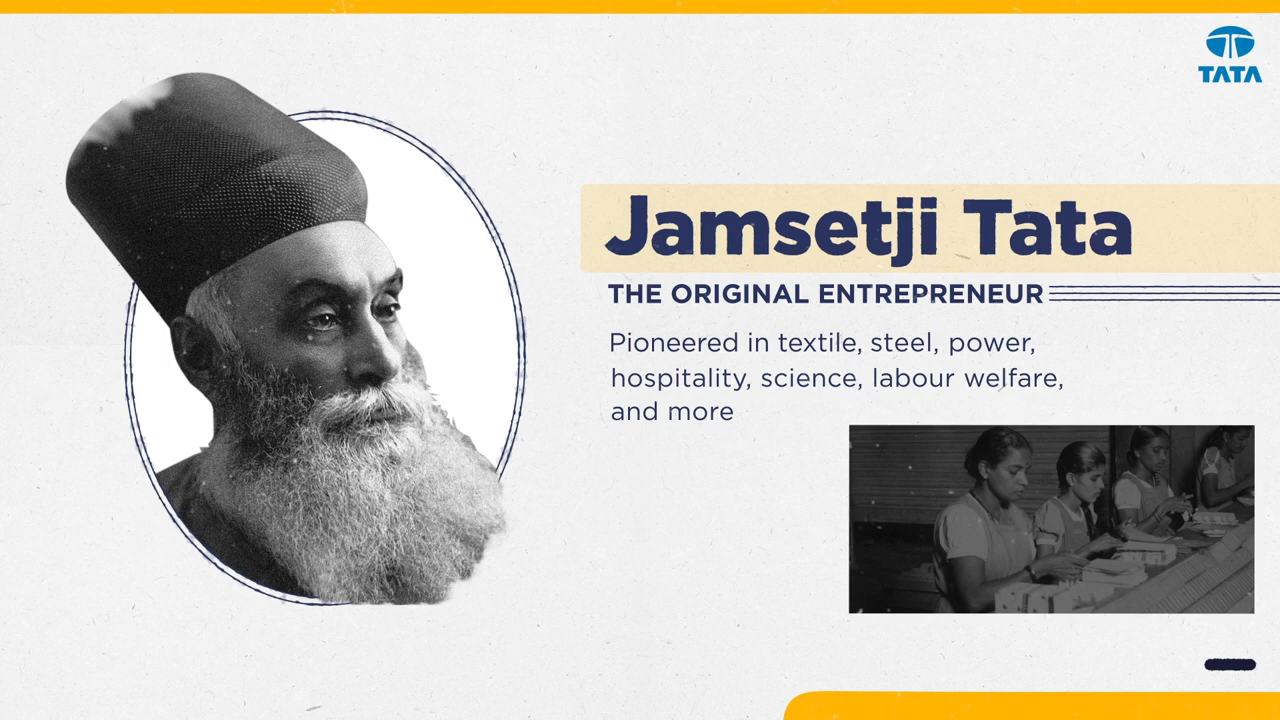 TATA
Jamsetji Tata
THE ORIGINAL ENTREPRENEUR
Pioneered in textile, steel, power,
hospitality, science, labour welfare,
and more